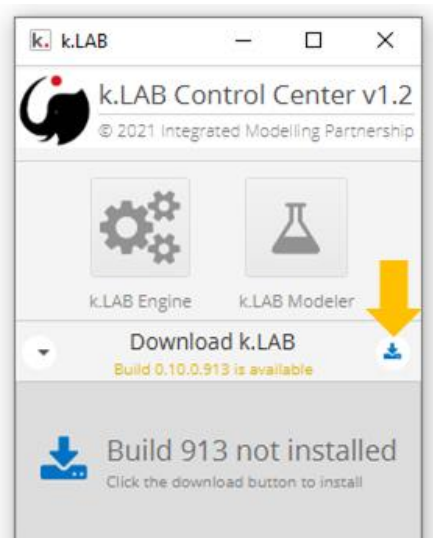 k. k.LAB
k.LAB Control Center v1.2
© 2021 Integrated Modelling Partnership
k.LAB Engine k.LAB Modeler
Download k.LAB
Build 0.10.0.913 is available
Build 913 not installed
Click the download button to install